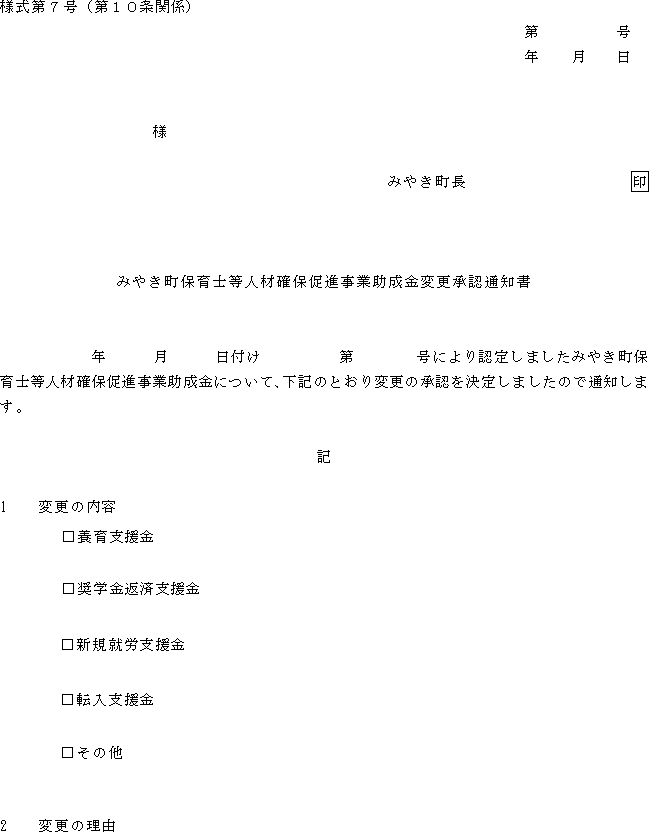 様式第７号（第１０条関係）
第　　　　　号
年　　月　　日
様
みやき町長　　　　　　　　　　印
みやき町保育士等人材確保促進事業助成金変更承認通知書
年　　　月　　　日付け　　　　　第　　　　号により認定しましたみやき町保
育士等人材確保促進事業助成金について、下記のとおり変更の承認を決定しましたので通知しま
す。
記
1　変更の内容
□養育支援金
□奨学金返済支援金
□新規就労支援金
□転入支援金
□その他
2　変更の理由